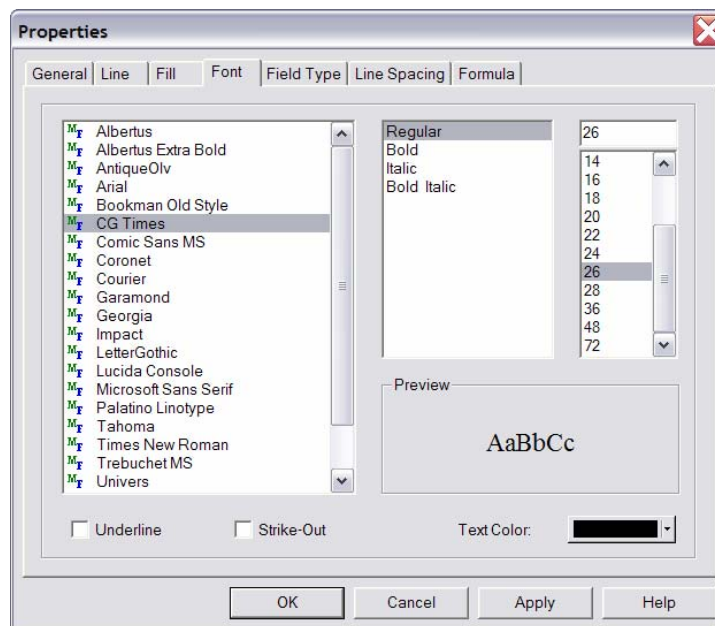 Properties
General Line Fill Font Field Type Line Spacing Formula
Albertus
Albertus Extra Bold
AntiqueOlv
Arial
Bookman Old Style
CG Times
Comic Sans MS
Coronet
Courier
Garamond
Georgia
Impact
LetterGothic
Lucida Console
Microsoft Sans Serif
Palatino Linotype
Tahoma
Times New Roman
Trebuchet MS
Univers
Regular
Bold
Italic
Bold Italic
26
14
16
18
20
22
24
26
28
36
48
72
Preview
AaBbCc
Underline
Strike-Out
Text Color:
OK
Cancel
Apply
Help